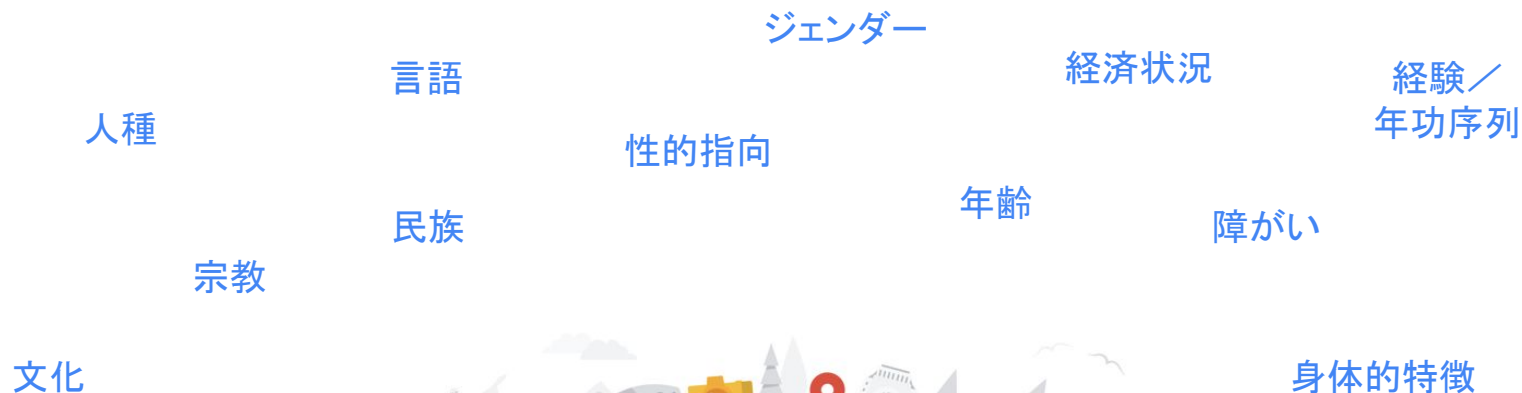 ジェンダー
言語
経済状況
経験／
年功序列
人種
性的指向
年齢
民族
障がい
宗教
文化
身体的特徴